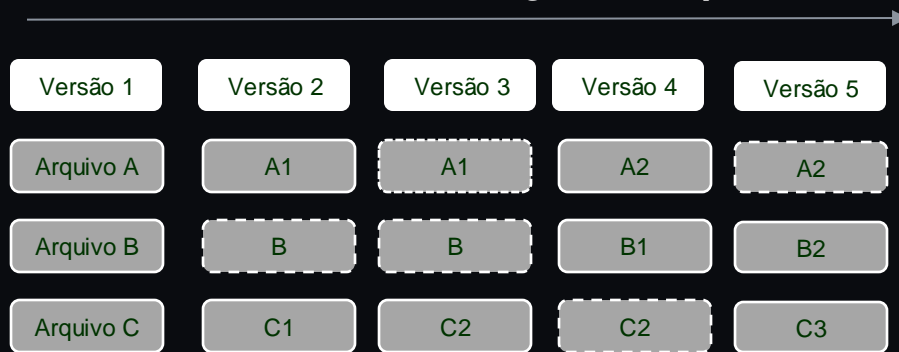 Versão 1 Versão 2 Versão 3 Versão 4 Versão 5
Arquivo A A1 A1 A2 A2
Arquivo B B B B1 B2
Arquivo C C1 C2 C2 C3